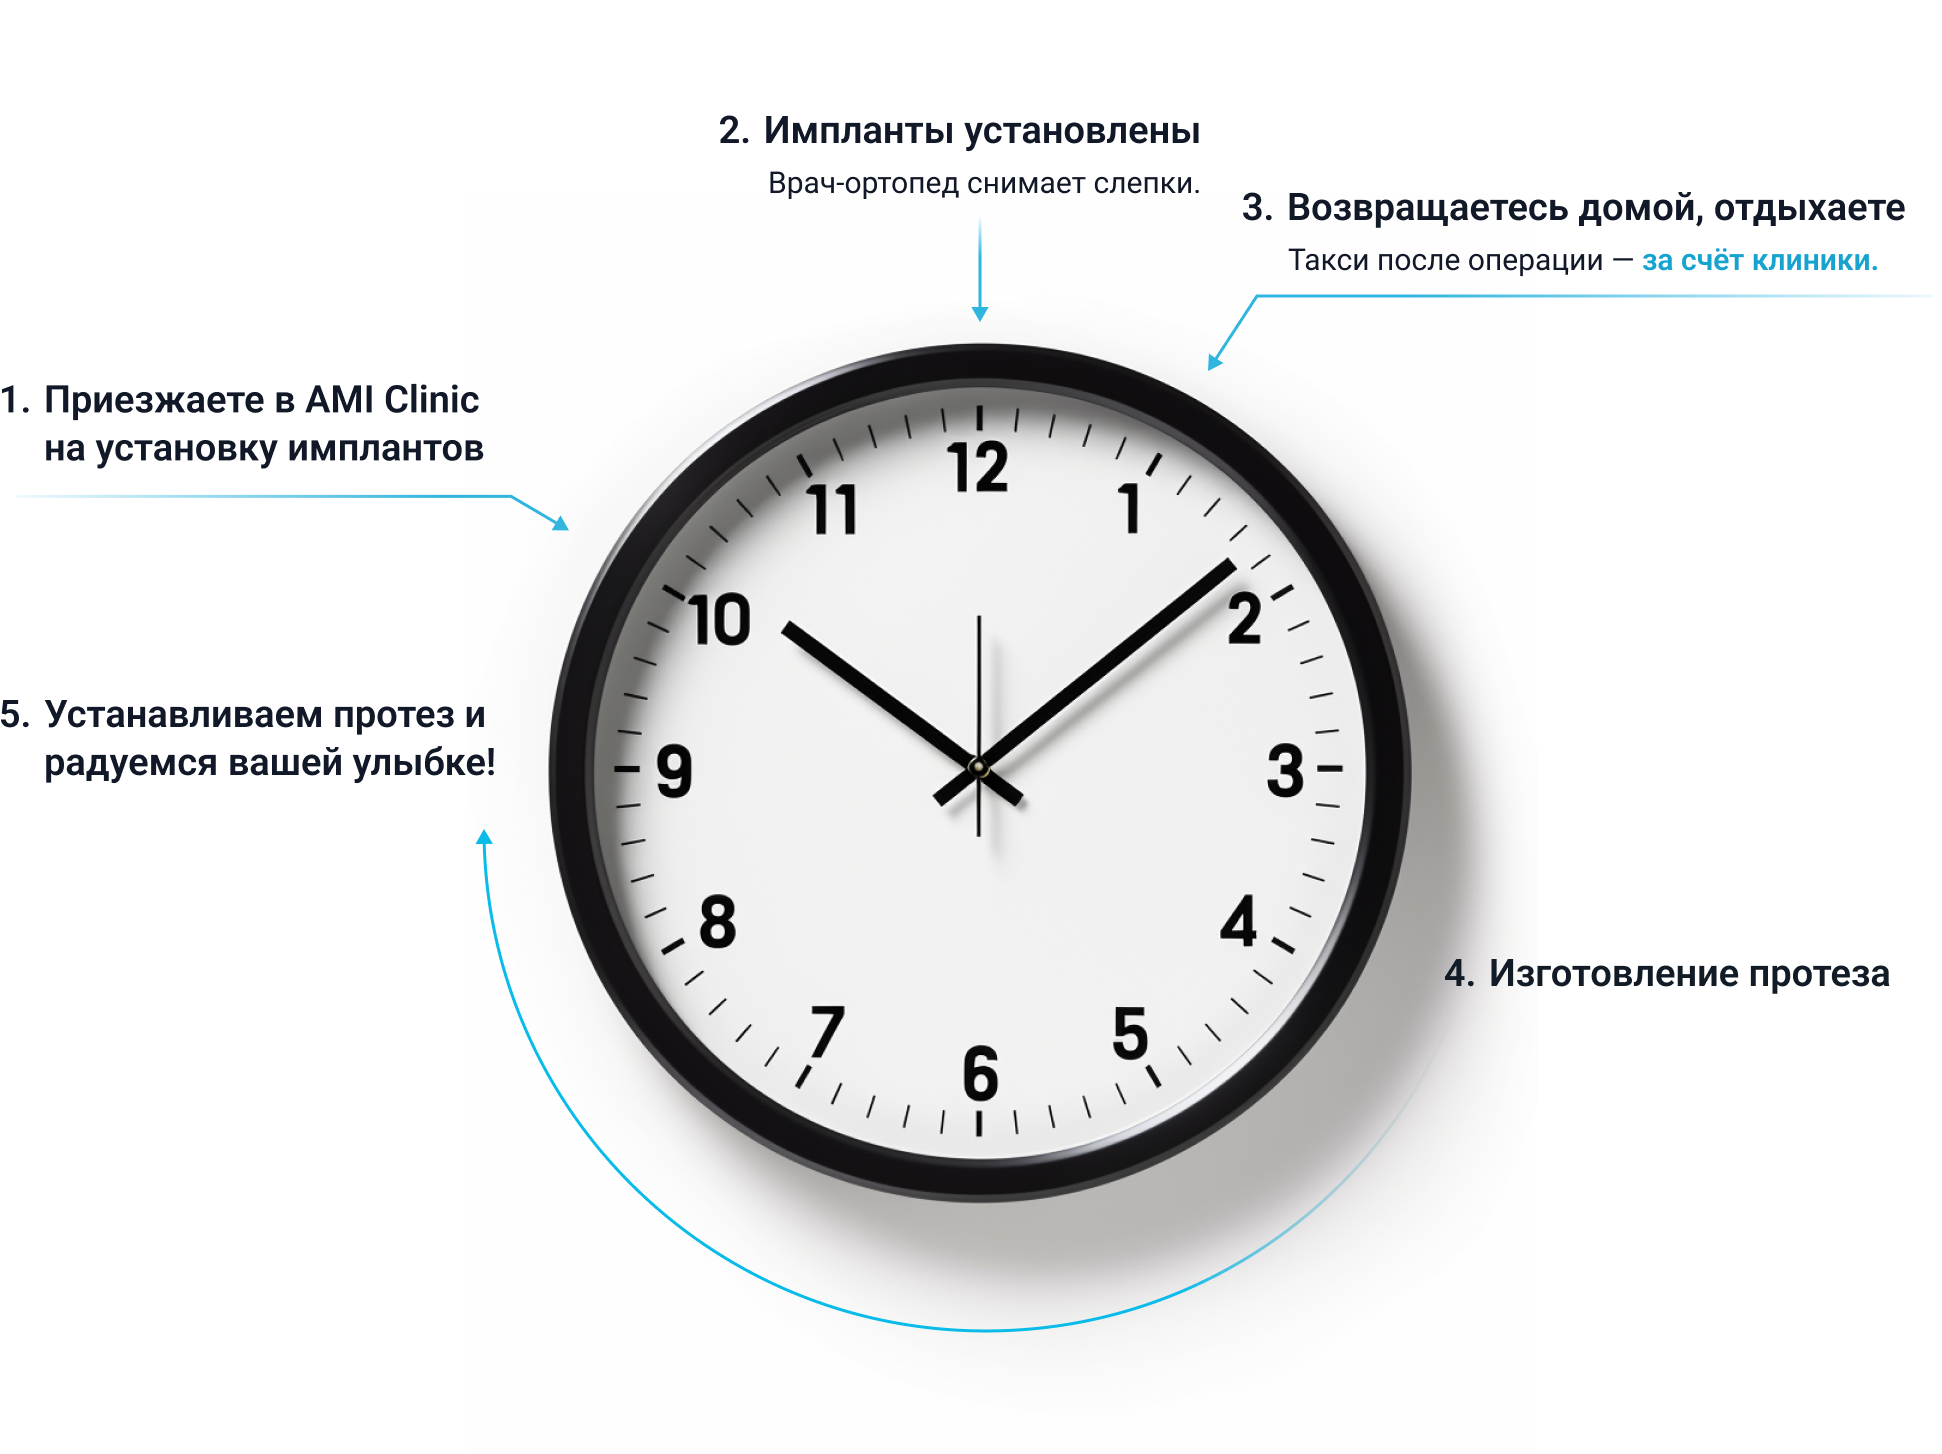 2. Импланты установлены
Врач-ортопед снимает слепки.
3. Возвращаетесь домой, отдыхаете
Такси после операции — за счёт клиники.
1. Приезжаете в AMI Clinic
на установку имплантов
5. Устанавливаем протез и
радуемся вашей улыбке!
4. Изготовление протеза
12
1
2
3
4
5
6
7
8
9
10
11